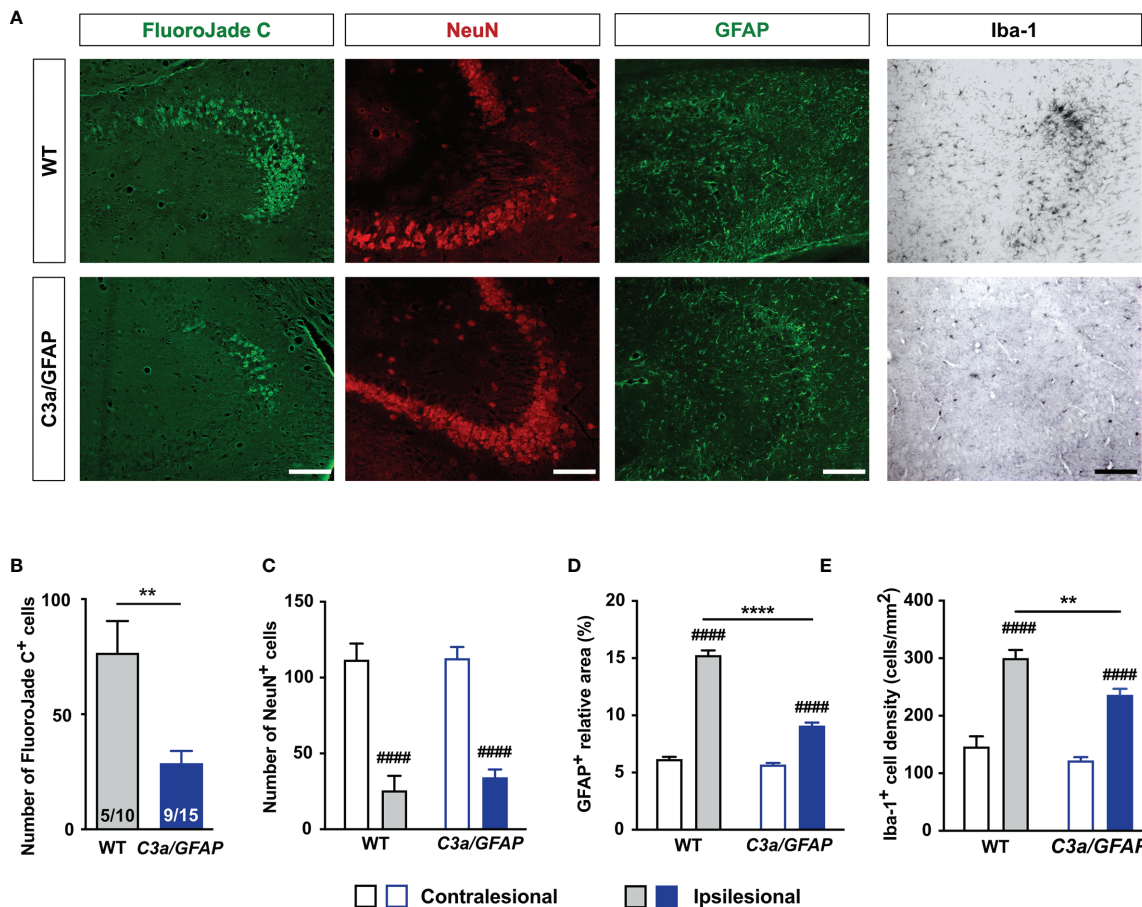 A
FluoroJade C
NeuN
GFAP
Iba-1
WT
C3a/GFAP
B
Number of FluoroJade C+ cells
100
50
0
**
5/10
9/15
WT
C3a/GFAP
C
Number of NeuN+ cells
150
100
50
0
####
####
WT
C3a/GFAP
D
GFAP+ relative area (%)
20
15
10
5
0
****
####
####
WT
C3a/GFAP
E
Iba-1+ cell density (cells/mm2)
400
300
200
100
0
**
####
####
WT
C3a/GFAP
Contralesional
Ipsilesional